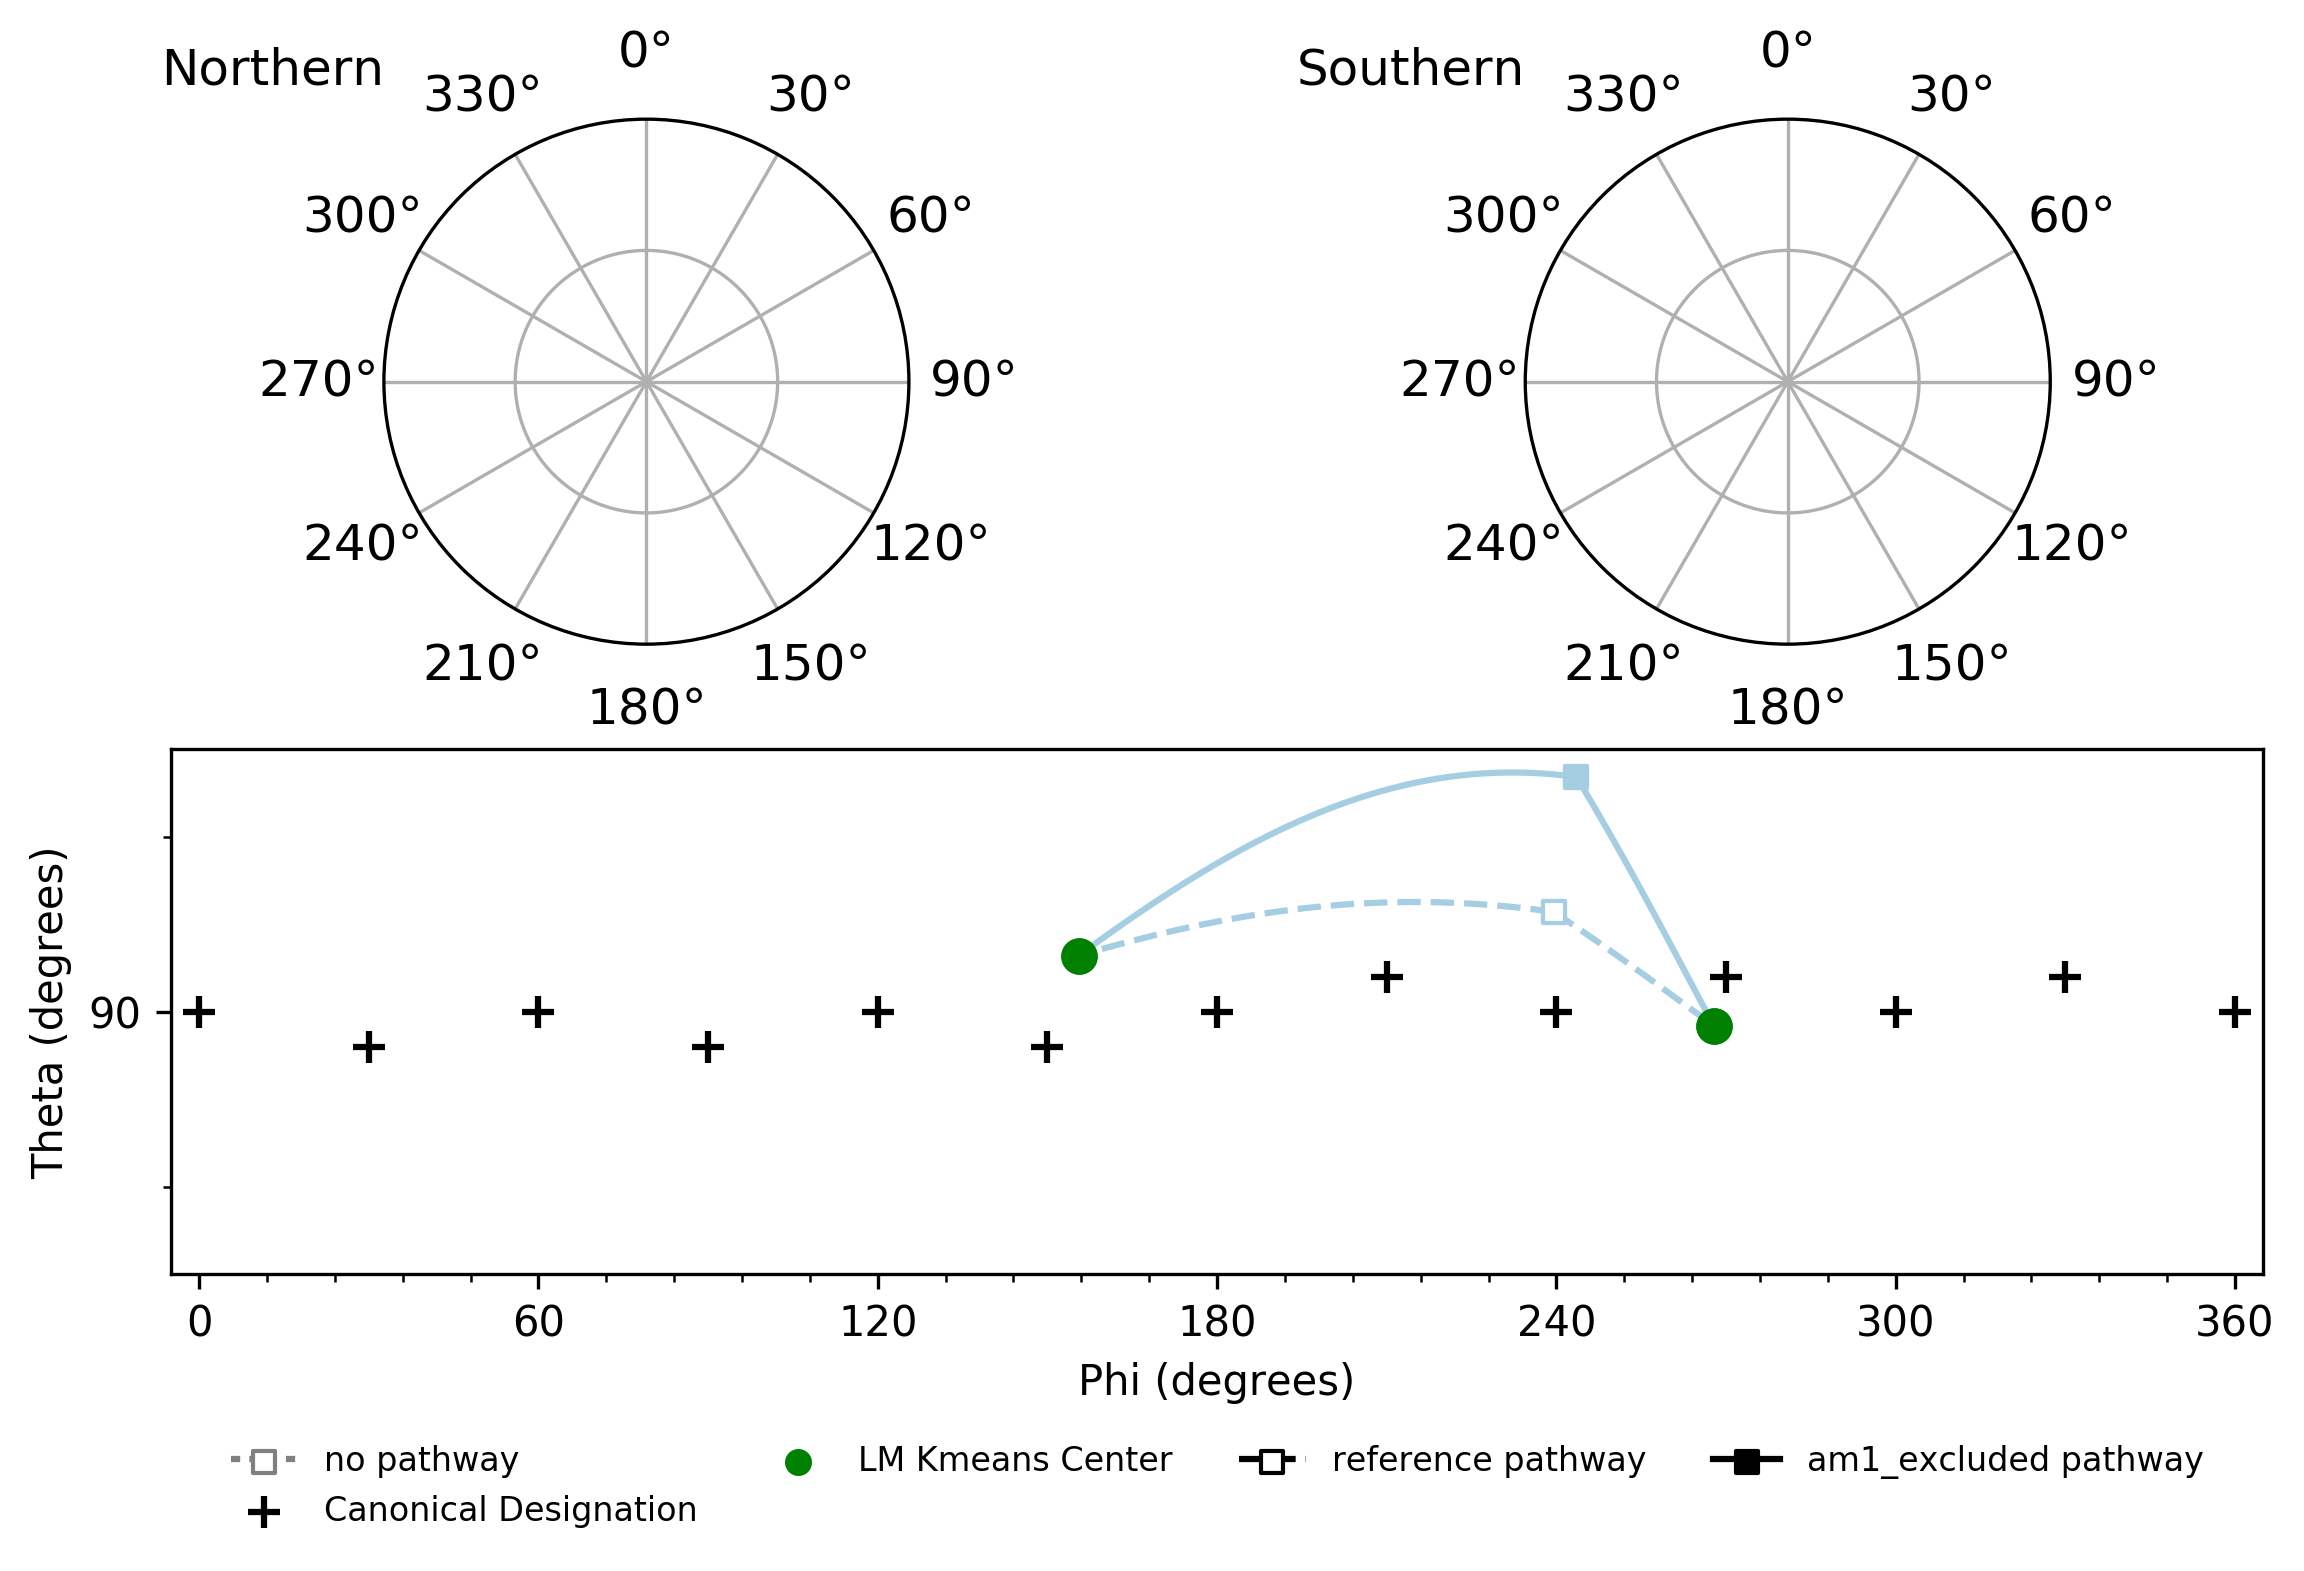 Northern
0°
30°
60°
90°
120°
150°
180°
210°
240°
270°
300°
330°
Southern
0°
30°
60°
90°
120°
150°
180°
210°
240°
270°
300°
330°
Theta (degrees)
90
0 60 120 180 240 300 360
Phi (degrees)
no pathway
Canonical Designation
LM Kmeans Center
reference pathway
am1_excluded pathway